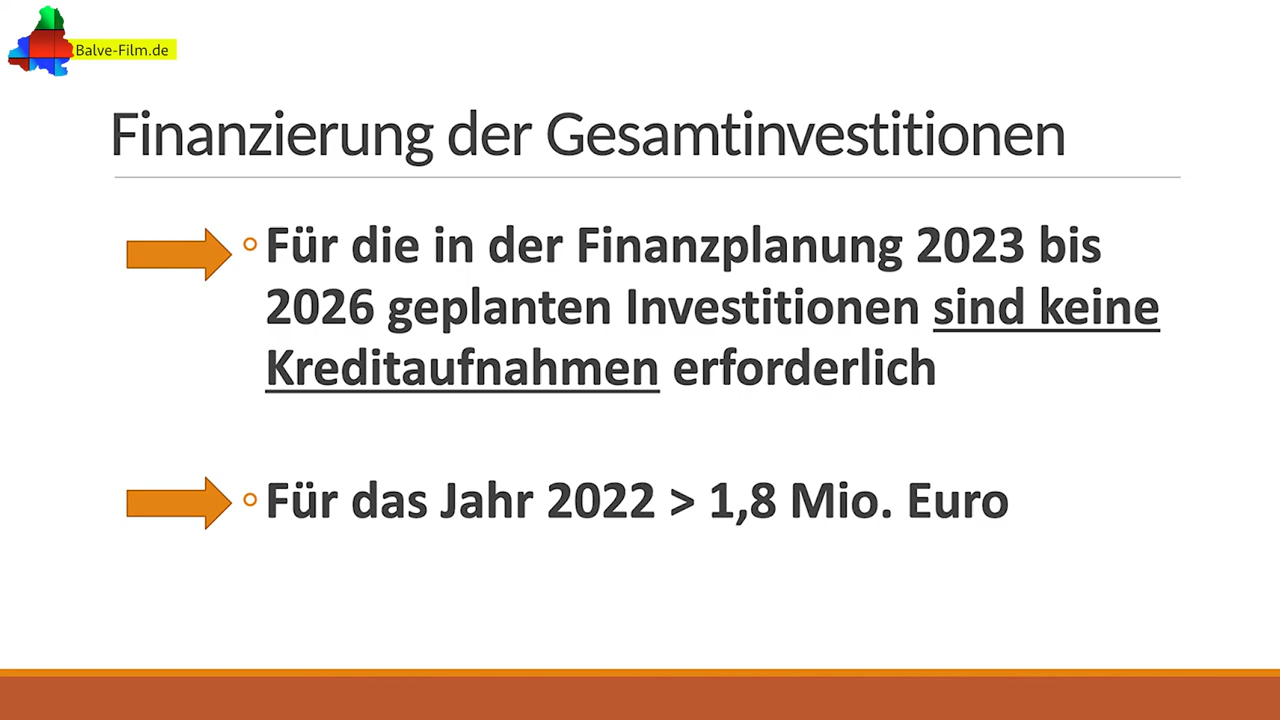 Balve-Film.de
Finanzierung der Gesamtinvestitionen
Für die in der Finanzplanung 2023 bis
2026 geplanten Investitionen sind keine
Kreditaufnahmen erforderlich
Für das Jahr 2022 > 1,8 Mio. Euro